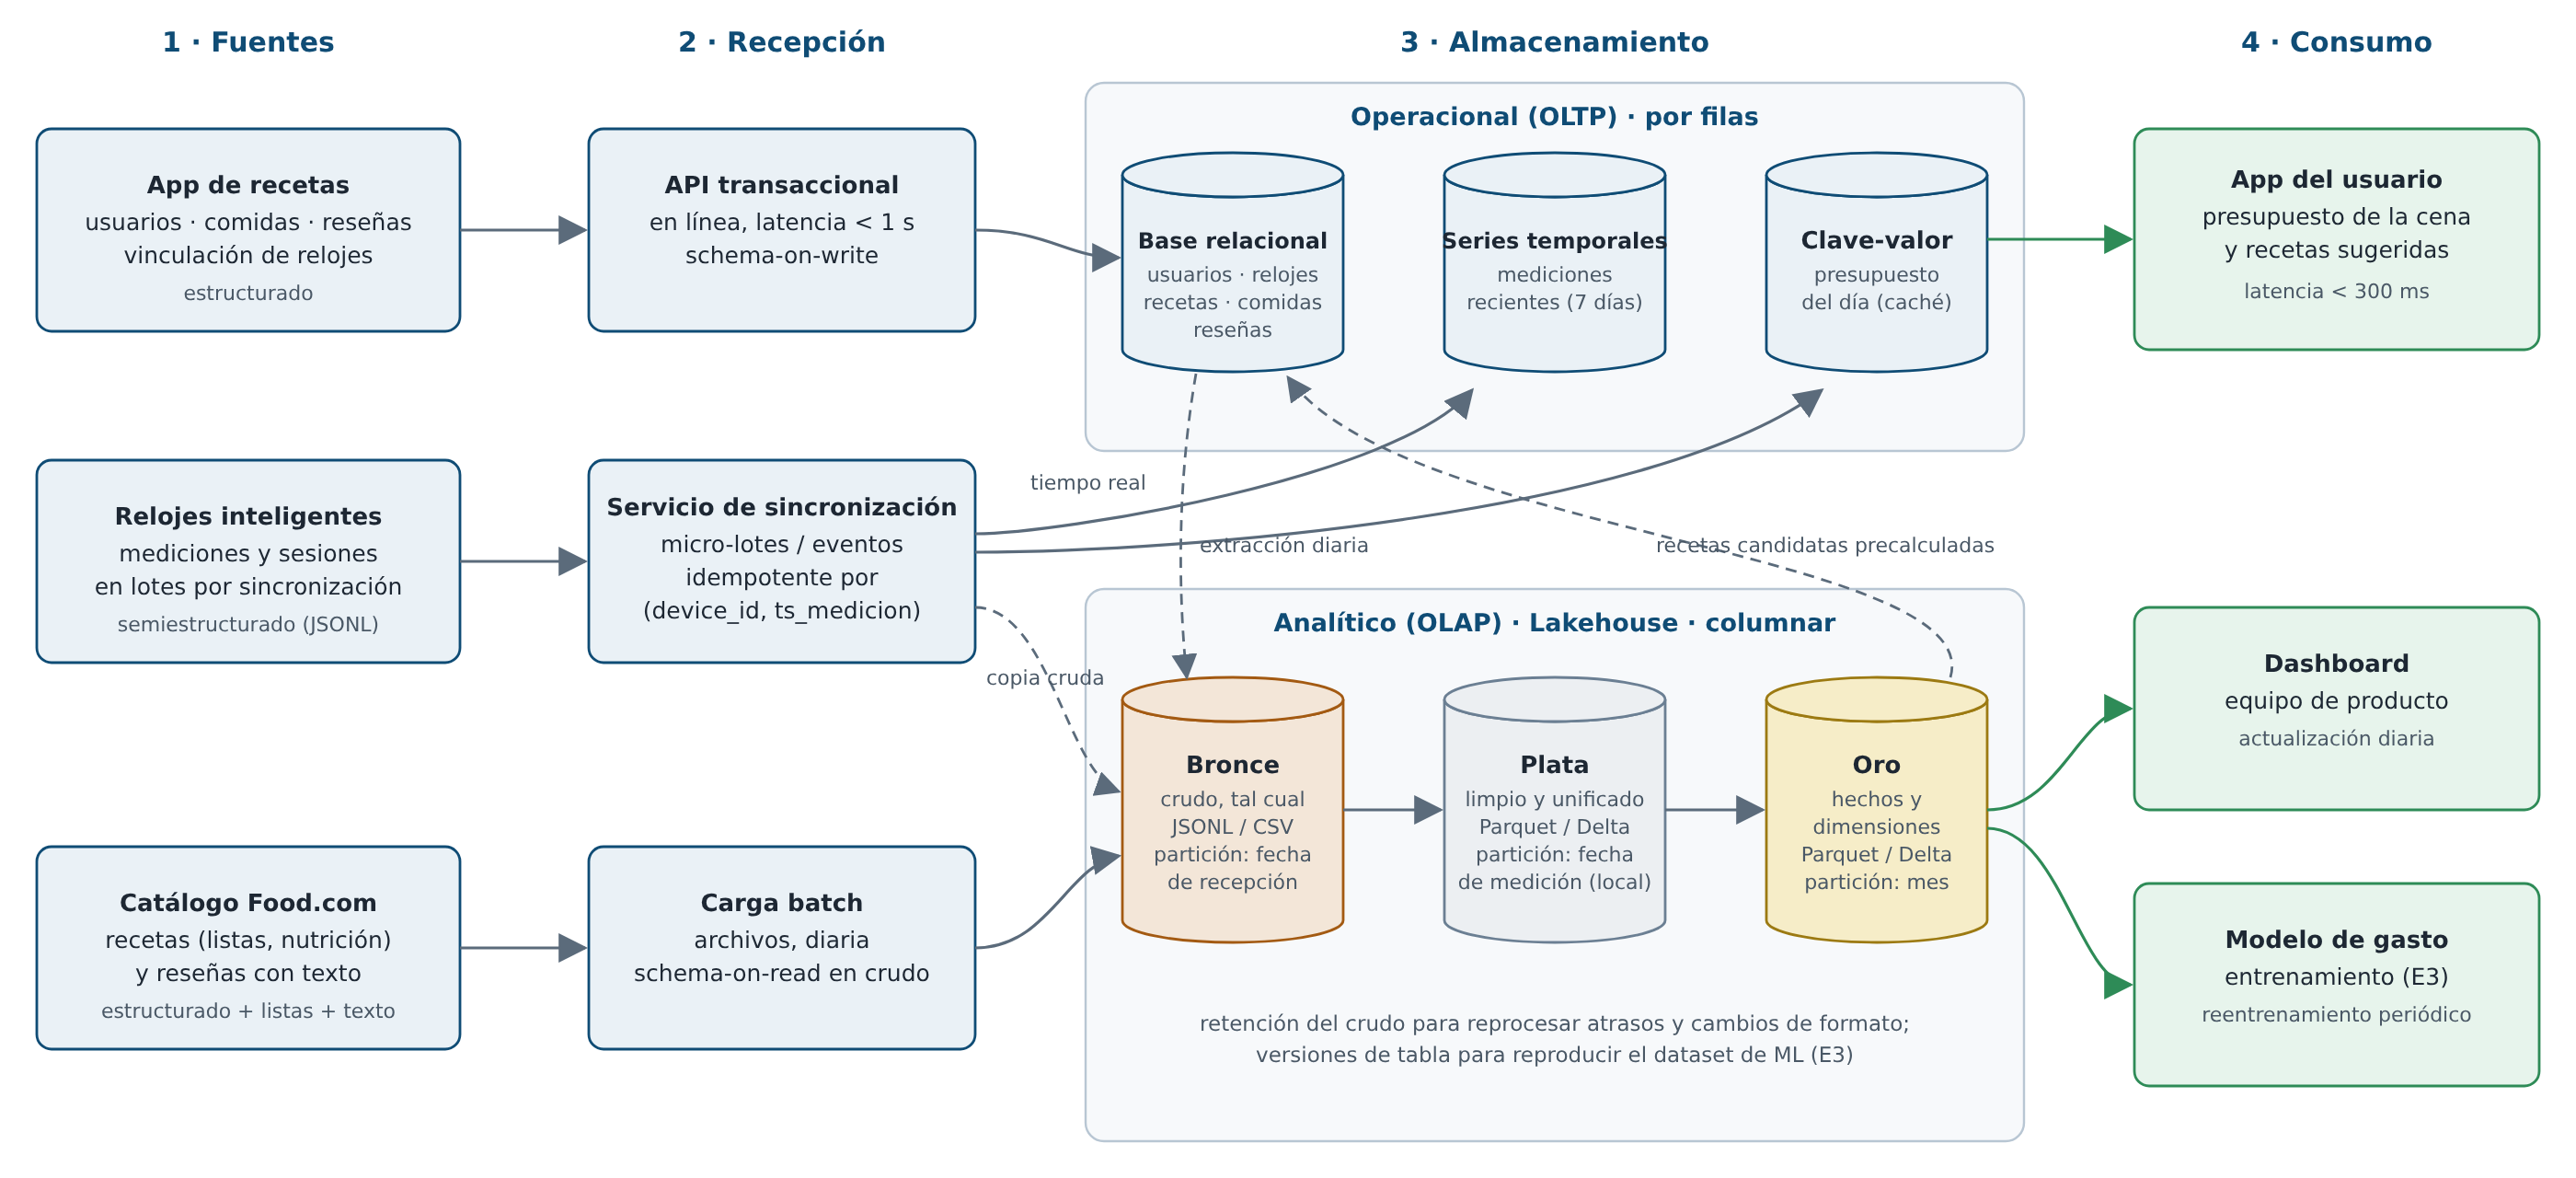 1 · Fuentes
2 · Recepción
3 · Almacenamiento
4 · Consumo
App de recetas
usuarios · comidas · reseñas
vinculación de relojes
estructurado
API transaccional
en línea, latencia < 1 s
schema-on-write
Operacional (OLTP) · por filas
Base relacional
usuarios · relojes
recetas · comidas
reseñas
Series temporales
mediciones
recientes (7 días)
Clave-valor
presupuesto
del día (caché)
App del usuario
presupuesto de la cena
y recetas sugeridas
latencia < 300 ms
Relojes inteligentes
mediciones y sesiones
en lotes por sincronización
semiestructurado (JSONL)
Servicio de sincronización
micro-lotes / eventos
idempotente por
(device_id, ts_medicion)
tiempo real
extracción diaria
recetas candidatas precalculadas
copia cruda
Analítico (OLAP) · Lakehouse · columnar
Bronce
crudo, tal cual
JSONL / CSV
partición: fecha
de recepción
Plata
limpio y unificado
Parquet / Delta
partición: fecha
de medición (local)
Oro
hechos y
dimensiones
Parquet / Delta
partición: mes
Dashboard
equipo de producto
actualización diaria
Catálogo Food.com
recetas (listas, nutrición)
y reseñas con texto
estructurado + listas + texto
Carga batch
archivos, diaria
schema-on-read en crudo
retención del crudo para reprocesar atrasos y cambios de formato;
versiones de tabla para reproducir el dataset de ML (E3)
Modelo de gasto
entrenamiento (E3)
reentrenamiento periódico